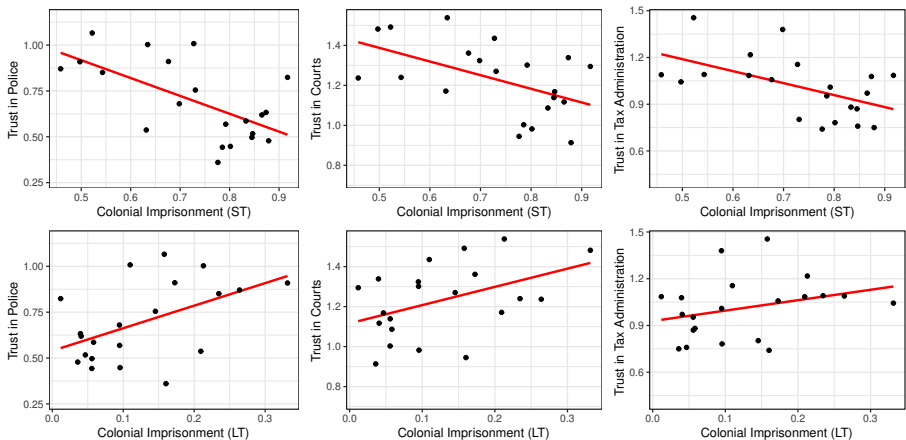 Trust in Police
1.00
0.75
0.50
0.25
0.5 0.6 0.7 0.8 0.9
Colonial Imprisonment (ST)
Trust in Courts
1.4
1.2
1.0
0.5 0.6 0.7 0.8 0.9
Colonial Imprisonment (ST)
Trust in Tax Administration
1.5
1.2
0.9
0.6
0.5 0.6 0.7 0.8 0.9
Colonial Imprisonment (ST)
Trust in Police
1.00
0.75
0.50
0.25
0.0 0.1 0.2 0.3
Colonial Imprisonment (LT)
Trust in Courts
1.4
1.2
1.0
0.8
0.0 0.1 0.2 0.3
Colonial Imprisonment (LT)
Trust in Tax Administration
1.5
1.2
0.9
0.6
0.0 0.1 0.2 0.3
Colonial Imprisonment (LT)